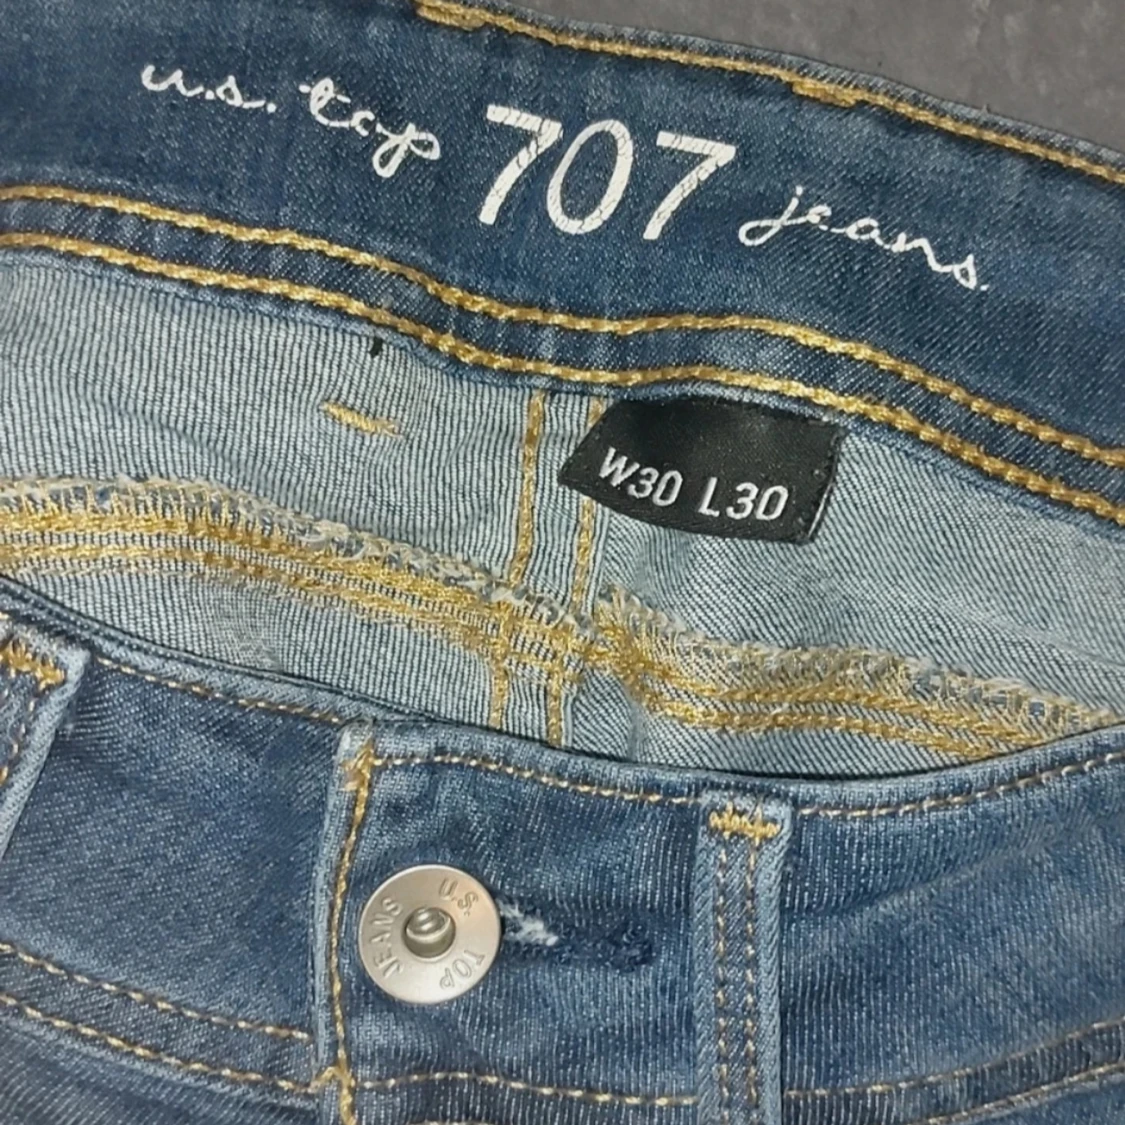 u.s. top 707 jeans.
W30 L30
U.S. TOP JEANS